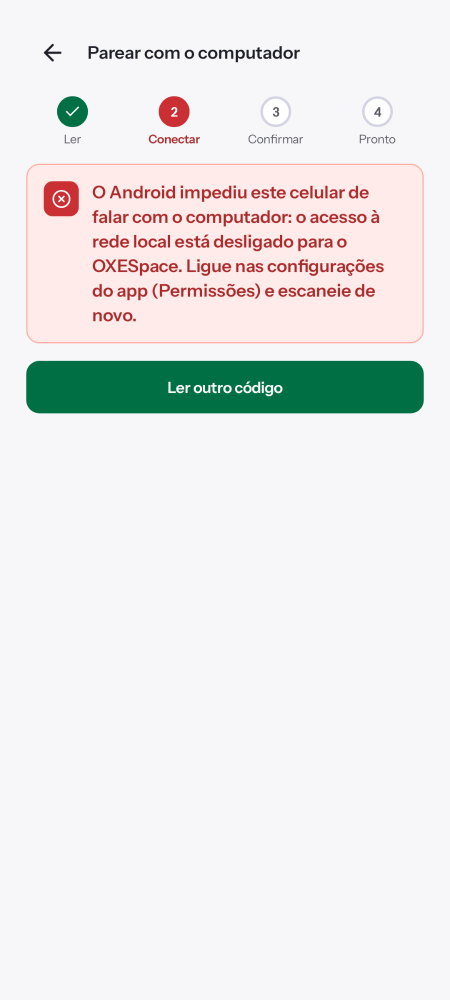 Parear com o computador
2
3
4
Ler
Conectar
Confirmar
Pronto
O Android impediu este celular de
falar com o computador: o acesso à
rede local está desligado para o
OXESpace. Ligue nas configurações
do app (Permissões) e escaneie de
novo.
Ler outro código